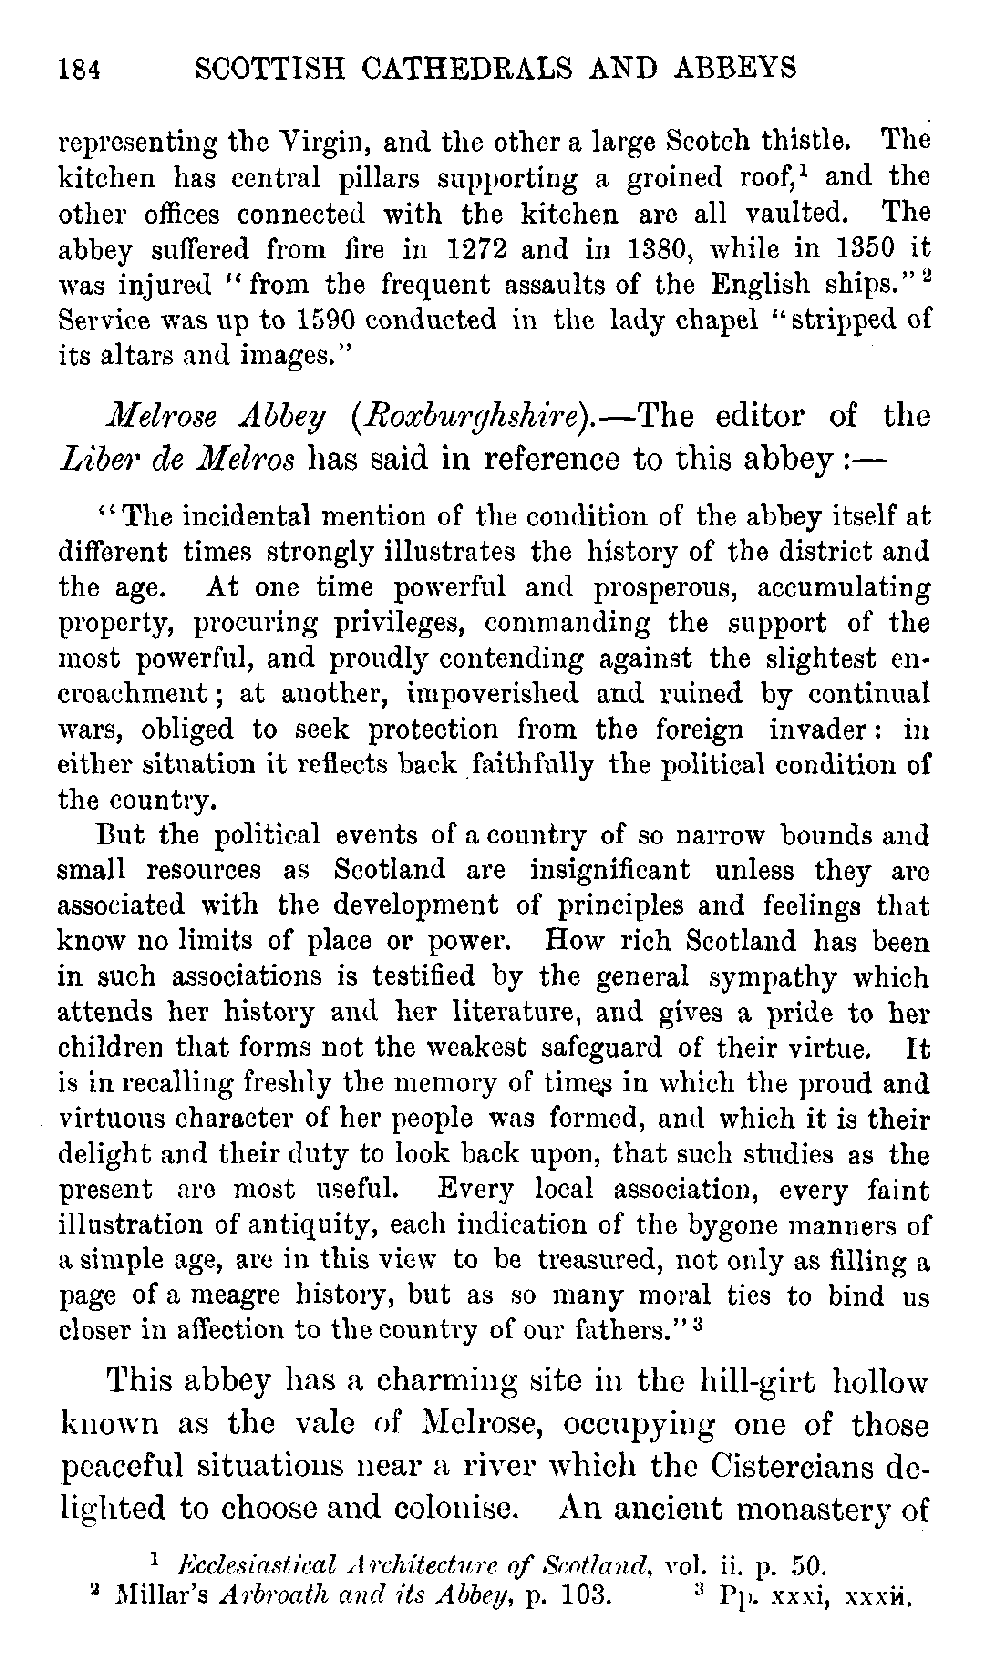 184 SCOTTISH CATHEDRALS AND ABBEYS
representing the Virgin, and the other a large Scotch thistle. The
kitchen has central pillars supporting a groined roof,¹ and the
other offices connected with the kitchen are all vaulted. The
abbey suffered from fire in 1272 and in 1380, while in 1350 it
was injured "from the frequent assaults of the English ships."²
Service was up to 1590 conducted in the lady chapel "stripped of
its altars and images."
Melrose Abbey (Roxburghshire).—The editor of the
Liber de Melros has said in reference to this abbey:—
"The incidental mention of the condition of the abbey itself at
different times strongly illustrates the history of the district and
the age. At one time powerful and prosperous, accumulating
property, procuring privileges, commanding the support of the
most powerful, and proudly contending against the slightest en-
croachment; at another, impoverished and ruined by continual
wars, obliged to seek protection from the foreign invader: in
either situation it reflects back faithfully the political condition of
the country.
But the political events of a country of so narrow bounds and
small resources as Scotland are insignificant unless they are
associated with the development of principles and feelings that
know no limits of place or power. How rich Scotland has been
in such associations is testified by the general sympathy which
attends her history and her literature, and gives a pride to her
children that forms not the weakest safeguard of their virtue. It
is in recalling freshly the memory of times in which the proud and
virtuous character of her people was formed, and which it is their
delight and their duty to look back upon, that such studies as the
present are most useful. Every local association, every faint
illustration of antiquity, each indication of the bygone manners of
a simple age, are in this view to be treasured, not only as filling a
page of a meagre history, but as so many moral ties to bind us
closer in affection to the country of our fathers."³
This abbey has a charming site in the hill-girt hollow
known as the vale of Melrose, occupying one of those
peaceful situations near a river which the Cistercians de-
lighted to choose and colonise. An ancient monastery of
¹ Ecclesiastical Architecture of Scotland, vol. ii. p. 50.
² Millar's Arbroath and its Abbey, p. 103. ³ Pp. xxxi, xxxii.